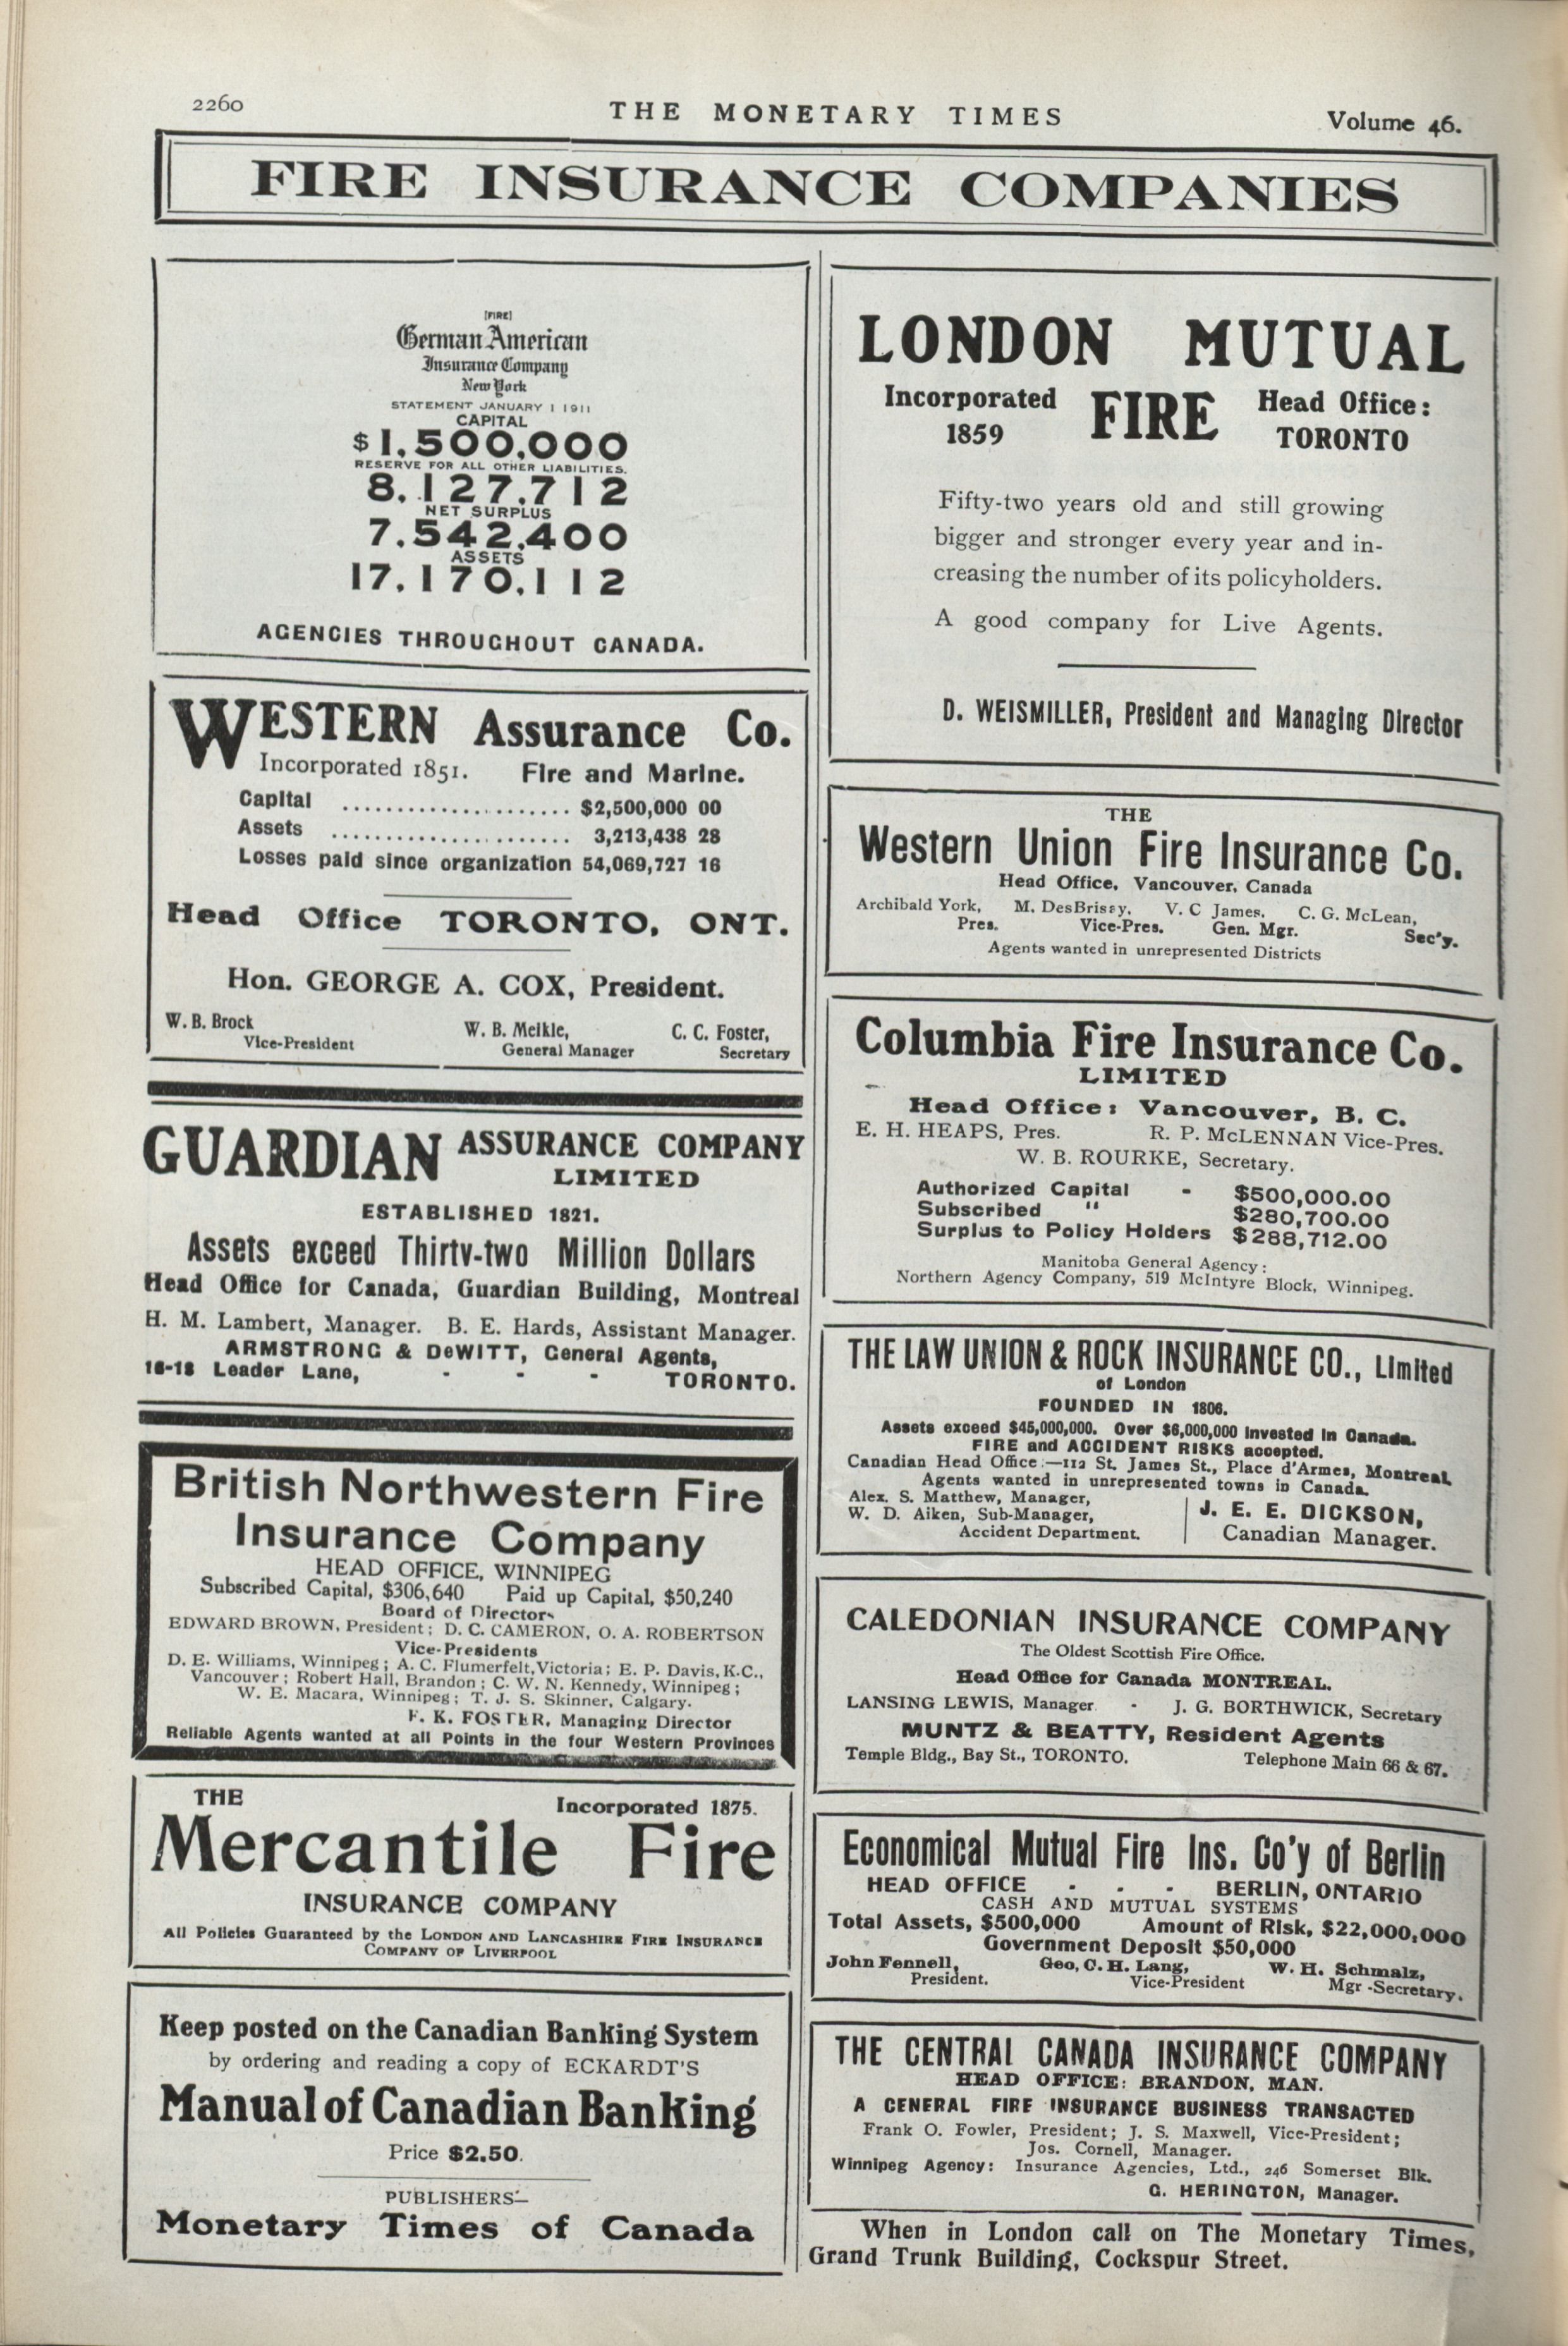 2260
THE MONETARY TIMES
Volume 46.
FIRE INSURANCE COMPANIES
[FIRE]
German American
Insurance Company
New York
STATEMENT JANUARY 1 1911
CAPITAL
$1,500,000
RESERVE FOR ALL OTHER LIABILITIES.
8,127,712
NET SURPLUS
7,542,400
ASSETS
17,170,112
AGENCIES THROUGHOUT CANADA.
WESTERN Assurance Co.
Incorporated 1851. Fire and Marine.
Capital ...................... $2,500,000 00
Assets ...................... 3,213,438 28
Losses paid since organization 54,069,727 16
Head Office TORONTO, ONT.
Hon. GEORGE A. COX, President.
W. B. Brock W. B. Meikle, C. C. Foster,
Vice-President General Manager Secretary
GUARDIAN ASSURANCE COMPANY
LIMITED
ESTABLISHED 1821.
Assets exceed Thirty-two Million Dollars
Head Office for Canada, Guardian Building, Montreal
H. M. Lambert, Manager. B. E. Hards, Assistant Manager.
ARMSTRONG & DeWITT, General Agents,
16-18 Leader Lane, - - - TORONTO.
British Northwestern Fire
Insurance Company
HEAD OFFICE, WINNIPEG
Subscribed Capital, $306,640 Paid up Capital, $50,240
Board of Directors
EDWARD BROWN, President; D. C. CAMERON, O. A. ROBERTSON
Vice-Presidents
D. E. Williams, Winnipeg; A. C. Flumerfelt, Victoria; E. P. Davis, K.C.,
Vancouver; Robert Hall, Brandon; C. W. N. Kennedy, Winnipeg;
W. E. Macara, Winnipeg; T. J. S. Skinner, Calgary.
F. K. FOSTER, Managing Director
Reliable Agents wanted at all Points in the four Western Provinces
THE Incorporated 1875.
Mercantile Fire
INSURANCE COMPANY
All Policies Guaranteed by the LONDON AND LANCASHIRE FIRE INSURANCE
COMPANY OF LIVERPOOL
Keep posted on the Canadian Banking System
by ordering and reading a copy of ECKARDT'S
Manual of Canadian Banking
Price $2.50.
PUBLISHERS—
Monetary Times of Canada
LONDON MUTUAL
Incorporated 1859 FIRE Head Office: TORONTO
Fifty-two years old and still growing
bigger and stronger every year and in-
creasing the number of its policyholders.
A good company for Live Agents.
D. WEISMILLER, President and Managing Director
THE
Western Union Fire Insurance Co.
Head Office, Vancouver, Canada
Archibald York, M. DesBrisay, V. C James, C. G. McLean,
Pres. Vice-Pres. Gen. Mgr. Sec'y.
Agents wanted in unrepresented Districts
Columbia Fire Insurance Co.
LIMITED
Head Office: Vancouver, B. C.
E. H. HEAPS, Pres. R. P. McLENNAN Vice-Pres.
W. B. ROURKE, Secretary.
Authorized Capital - $500,000.00
Subscribed " $280,700.00
Surplus to Policy Holders $288,712.00
Manitoba General Agency:
Northern Agency Company, 519 McIntyre Block, Winnipeg.
THE LAW UNION & ROCK INSURANCE CO., Limited
of London
FOUNDED IN 1806.
Assets exceed $45,000,000. Over $6,000,000 Invested in Canada.
FIRE and ACCIDENT RISKS accepted.
Canadian Head Office:—112 St. James St., Place d'Armes, Montreal.
Agents wanted in unrepresented towns in Canada.
Alex. S. Matthew, Manager,
W. D. Aiken, Sub-Manager,
Accident Department.
J. E. E. DICKSON,
Canadian Manager.
CALEDONIAN INSURANCE COMPANY
The Oldest Scottish Fire Office.
Head Office for Canada MONTREAL.
LANSING LEWIS, Manager - J. G. BORTHWICK, Secretary
MUNTZ & BEATTY, Resident Agents
Temple Bldg., Bay St., TORONTO. Telephone Main 66 & 67.
Economical Mutual Fire Ins. Co'y of Berlin
HEAD OFFICE - - - BERLIN, ONTARIO
CASH AND MUTUAL SYSTEMS
Total Assets, $500,000 Amount of Risk, $22,000,000
Government Deposit $50,000
John Fennell, Geo, C. H. Lang, W. H. Schmalz,
President. Vice-President Mgr -Secretary.
THE CENTRAL CANADA INSURANCE COMPANY
HEAD OFFICE: BRANDON, MAN.
A GENERAL FIRE INSURANCE BUSINESS TRANSACTED
Frank O. Fowler, President; J. S. Maxwell, Vice-President;
Jos. Cornell, Manager.
Winnipeg Agency: Insurance Agencies, Ltd., 246 Somerset Blk.
G. HERINGTON, Manager.
When in London call on The Monetary Times,
Grand Trunk Building, Cockspur Street.